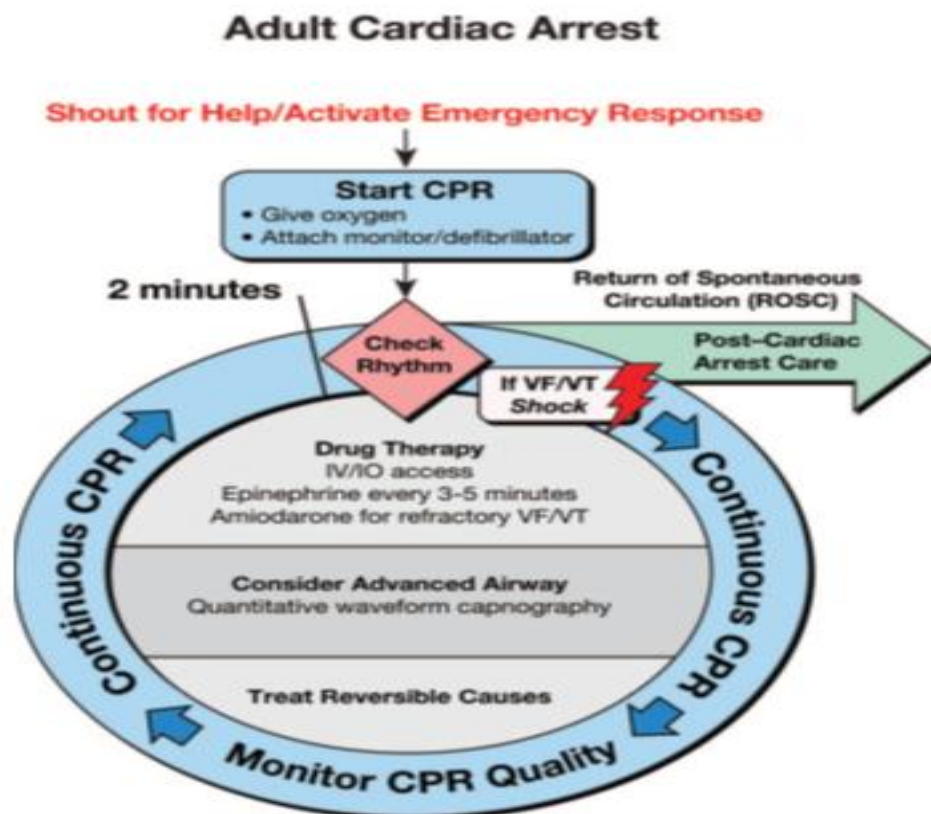 Adult Cardiac Arrest
Shout for Help/Activate Emergency Response
Start CPR
• Give oxygen
• Attach monitor/defibrillator
2 minutes
Return of Spontaneous
Circulation (ROSC)
Check
Rhythm
Post–Cardiac
Arrest Care
If VF/VT
Shock
Drug Therapy
IV/IO access
Epinephrine every 3-5 minutes
Amiodarone for refractory VF/VT
Consider Advanced Airway
Quantitative waveform capnography
Treat Reversible Causes
Continuous CPR
Monitor CPR Quality
Continuous CPR